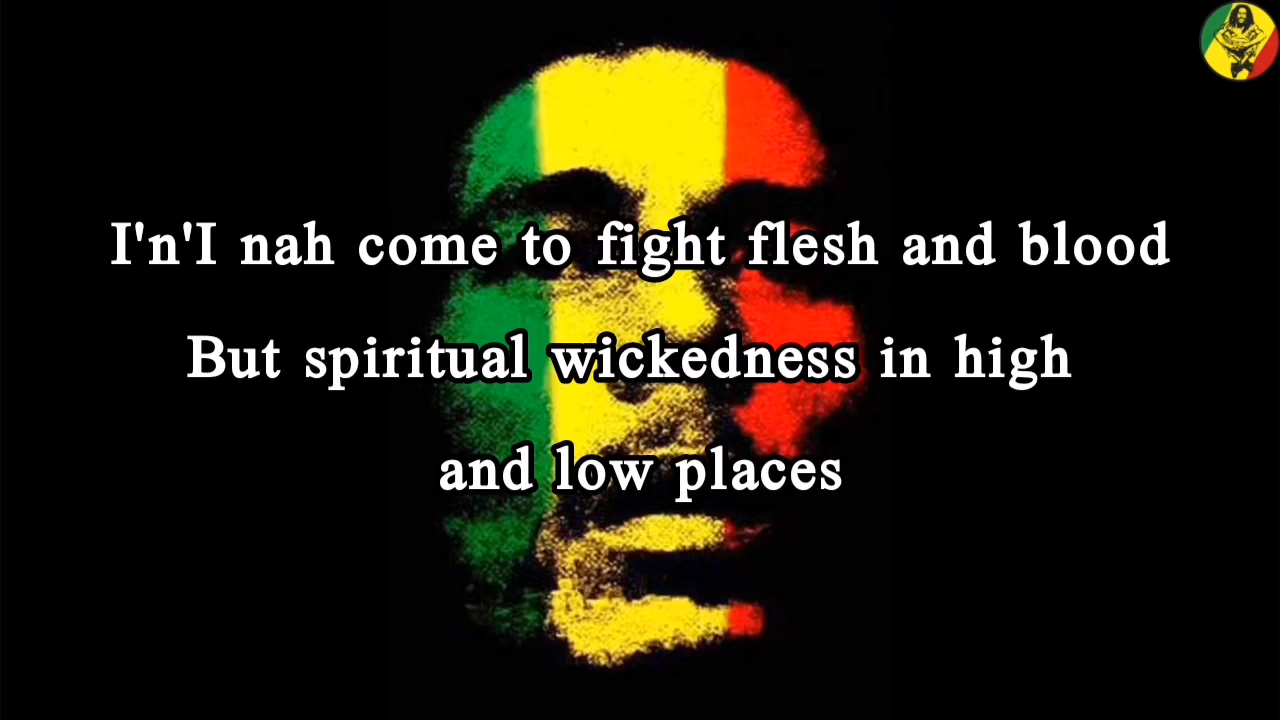 I'n'I nah come to fight flesh and blood
But spiritual wickedness in high
and low places